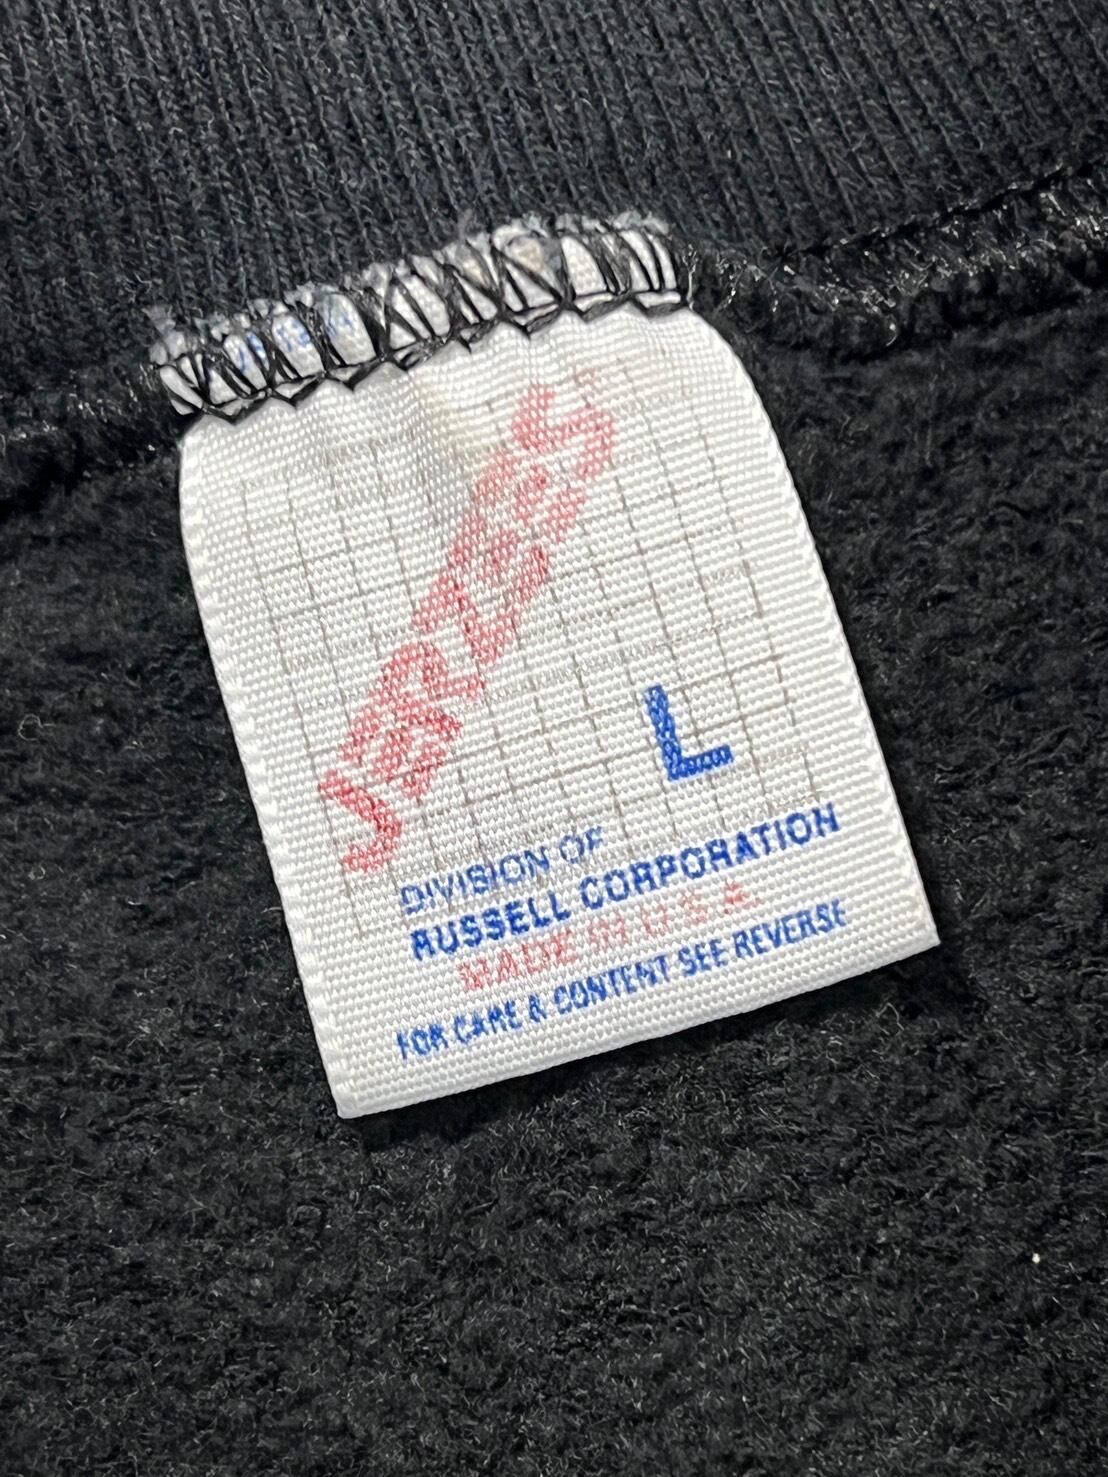 JERZEES
L
DIVISION OF
RUSSELL CORPORATION
MADE IN U.S.A.
FOR CARE & CONTENT SEE REVERSE